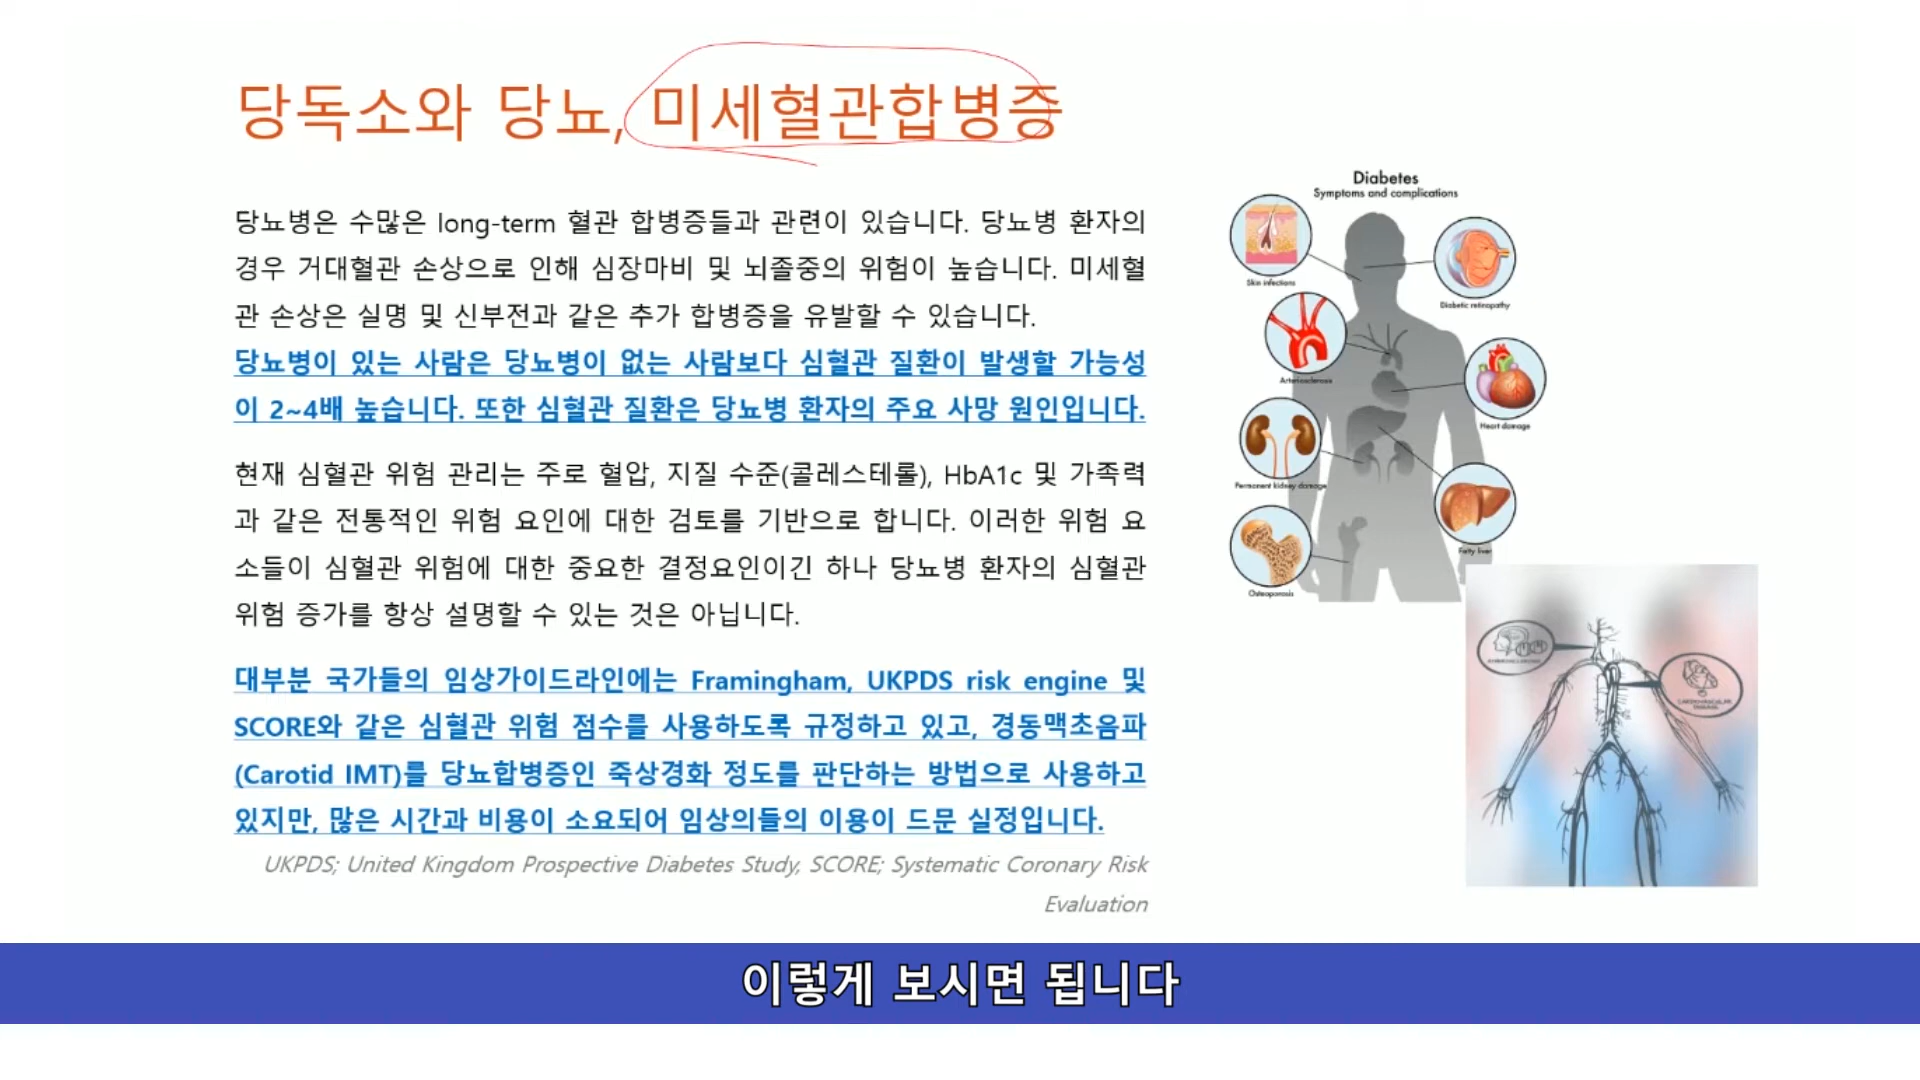 당독소와 당뇨, 미세혈관합병증
당뇨병은 수많은 long-term 혈관 합병증들과 관련이 있습니다. 당뇨병 환자의
경우 거대혈관 손상으로 인해 심장마비 및 뇌졸중의 위험이 높습니다. 미세혈
관 손상은 실명 및 신부전과 같은 추가 합병증을 유발할 수 있습니다.
당뇨병이 있는 사람은 당뇨병이 없는 사람보다 심혈관 질환이 발생할 가능성
이 2~4배 높습니다. 또한 심혈관 질환은 당뇨병 환자의 주요 사망 원인입니다.
현재 심혈관 위험 관리는 주로 혈압, 지질 수준(콜레스테롤), HbA1c 및 가족력
과 같은 전통적인 위험 요인에 대한 검토를 기반으로 합니다. 이러한 위험 요
소들이 심혈관 위험에 대한 중요한 결정요인이긴 하나 당뇨병 환자의 심혈관
위험 증가를 항상 설명할 수 있는 것은 아닙니다.
대부분 국가들의 임상가이드라인에는 Framingham, UKPDS risk engine 및
SCORE와 같은 심혈관 위험 점수를 사용하도록 규정하고 있고, 경동맥초음파
(Carotid IMT)를 당뇨합병증인 죽상경화 정도를 판단하는 방법으로 사용하고
있지만, 많은 시간과 비용이 소요되어 임상의들의 이용이 드문 실정입니다.
UKPDS; United Kingdom Prospective Diabetes Study, SCORE; Systematic Coronary Risk
Evaluation
Diabetes
Symptoms and complications
Skin infections
Diabetic retinopathy
Arteriosclerosis
Heart damage
Permanent kidney damage
Fatty liver
Osteoporosis
이렇게 보시면 됩니다